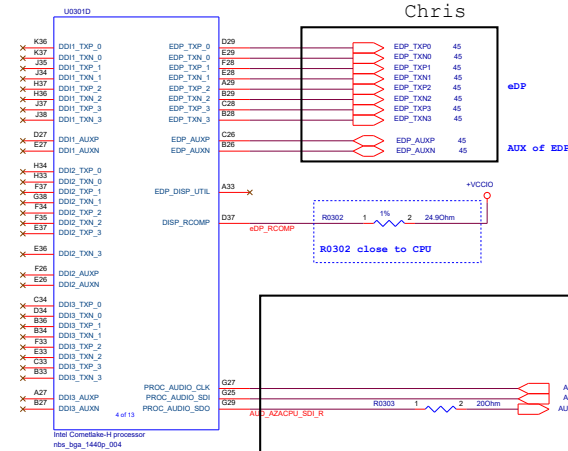 Chris
U0301D
K36 DDI1_TXP_0 EDP_TXP_0 D29 EDP_TXP0 45
K37 DDI1_TXN_0 EDP_TXN_0 E29 EDP_TXN0 45
J35 DDI1_TXP_1 EDP_TXP_1 F28 EDP_TXP1 45
J34 DDI1_TXN_1 EDP_TXN_1 E28 EDP_TXN1 45
H37 DDI1_TXP_2 EDP_TXP_2 A29 EDP_TXP2 45
H36 DDI1_TXN_2 EDP_TXN_2 B29 EDP_TXN2 45
J37 DDI1_TXP_3 EDP_TXP_3 C28 EDP_TXP3 45
J38 DDI1_TXN_3 EDP_TXN_3 B28 EDP_TXN3 45
eDP
D27 DDI1_AUXP EDP_AUXP C26 EDP_AUXP 45
E27 DDI1_AUXN EDP_AUXN B26 EDP_AUXN 45
AUX of EDP
H34 DDI2_TXP_0
H33 DDI2_TXN_0
F37 DDI2_TXP_1 EDP_DISP_UTIL A33
G38 DDI2_TXN_1
F34 DDI2_TXP_2
F35 DDI2_TXN_2 DISP_RCOMP D37 eDP_RCOMP R0302 1 1% 2 24.9Ohm +VCCIO
E37 DDI2_TXP_3
E36 DDI2_TXN_3
R0302 close to CPU
F26 DDI2_AUXP
E26 DDI2_AUXN
C34 DDI3_TXP_0
D34 DDI3_TXN_0
B36 DDI3_TXP_1
B34 DDI3_TXN_1
F33 DDI3_TXP_2
E33 DDI3_TXN_2
C33 DDI3_TXP_3
B33 DDI3_TXN_3
PROC_AUDIO_CLK G27
A27 DDI3_AUXP PROC_AUDIO_SDI G25
B27 DDI3_AUXN PROC_AUDIO_SDO G29 AUD_AZACPU_SDI_R R0303 1 2 20Ohm
4 of 13
Intel Cometlake-H processor
nbs_bga_1440p_004